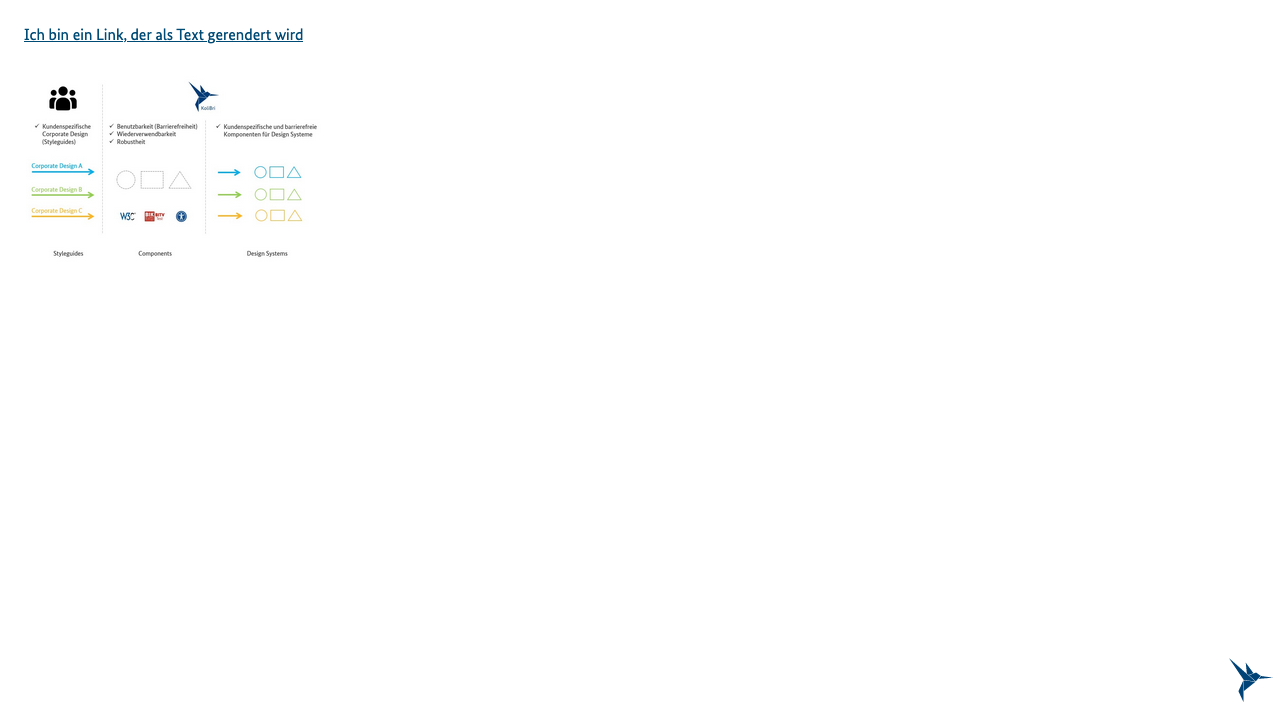 Ich bin ein Link, der als Text gerendert wird
KoliBri
✓ Kundenspezifische
Corporate Design
(Styleguides)
✓ Benutzbarkeit (Barrierefreiheit)
✓ Wiederverwendbarkeit
✓ Robustheit
✓ Kundenspezifische und barrierefreie
Komponenten für Design Systeme
Corporate Design A
Corporate Design B
Corporate Design C
W3C
BIK BITV
Styleguides
Components
Design Systems